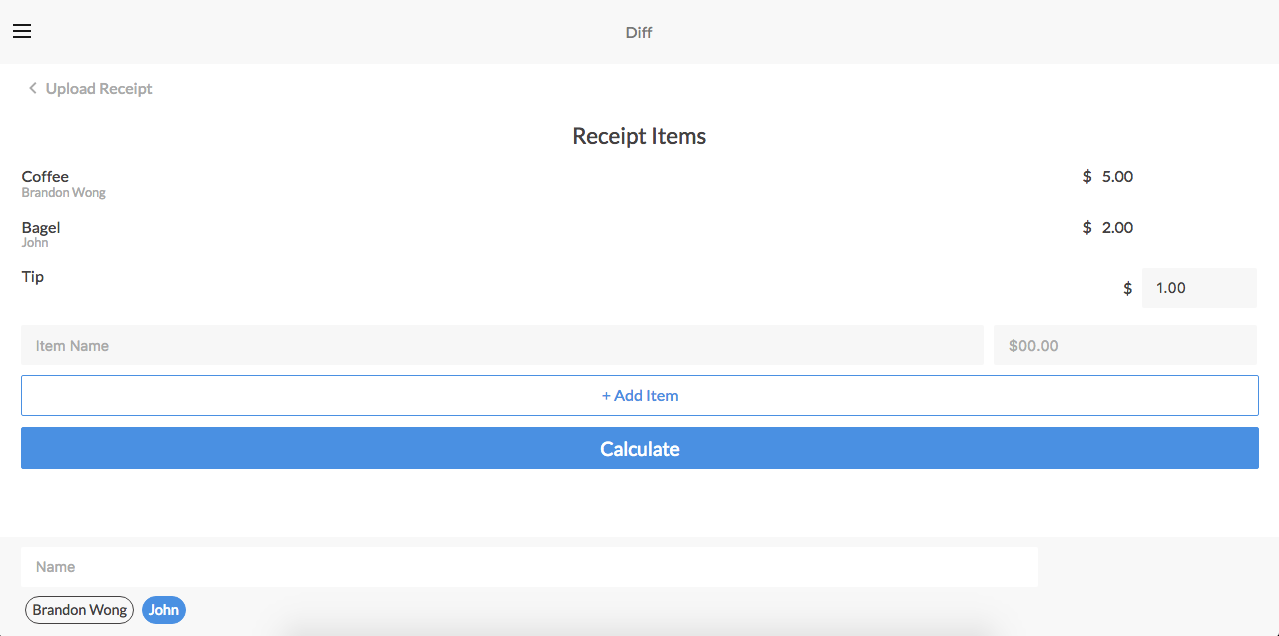 Diff
Upload Receipt
Receipt Items
Coffee $ 5.00
Brandon Wong
Bagel $ 2.00
John
Tip $ 1.00
Item Name $00.00
+ Add Item
Calculate
Name
Brandon Wong John